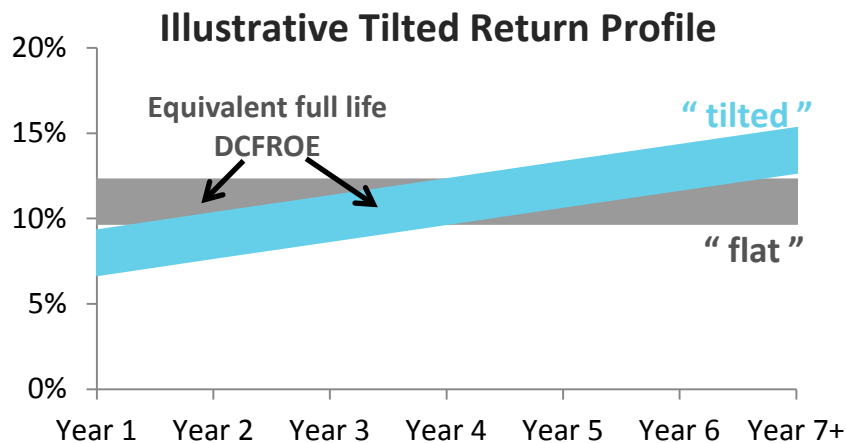 Illustrative Tilted Return Profile
20%
Equivalent full life
DCFROE
“ tilted ”
15%
10%
“ flat ”
5%
0%
Year 1 Year 2 Year 3 Year 4 Year 5 Year 6 Year 7+